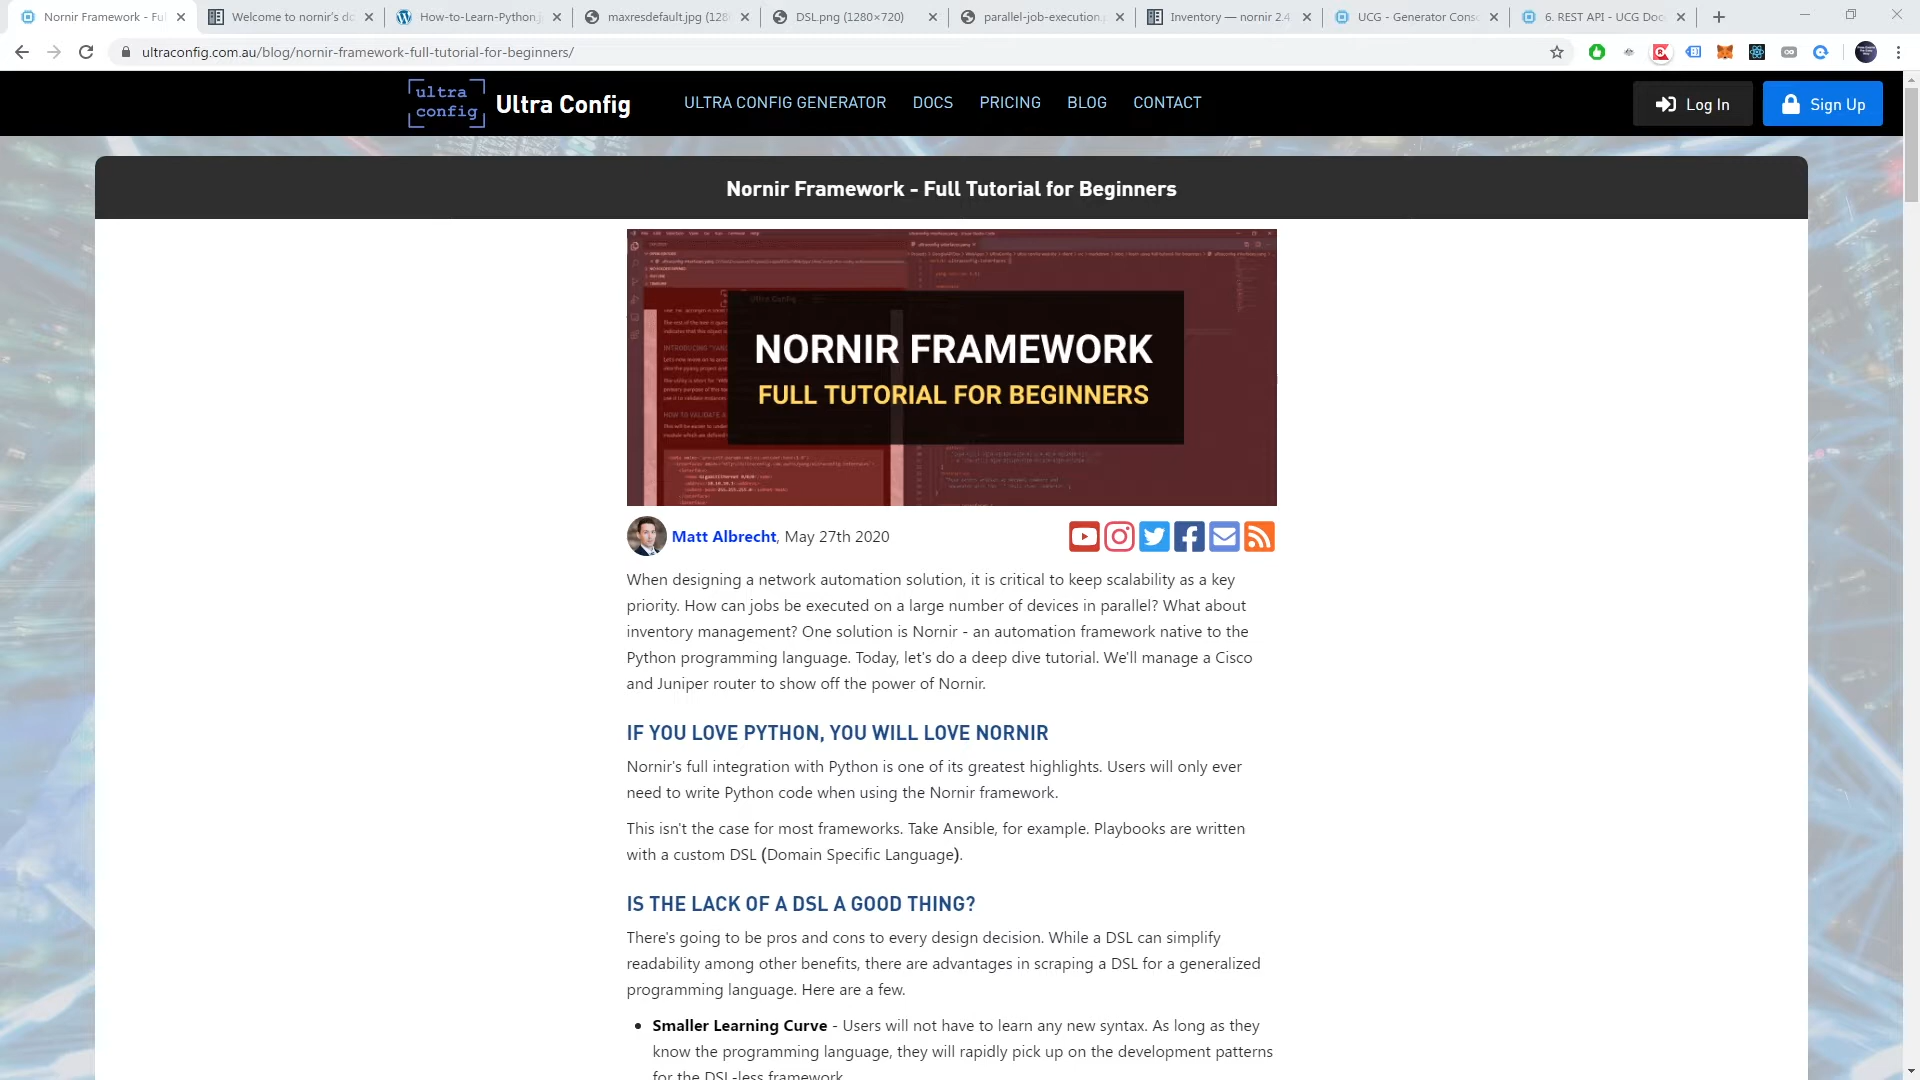 Nornir Framework - Ful
Welcome to nornir's do
How-to-Learn-Python.j
maxresdefault.jpg (128
DSL.png (1280×720)
parallel-job-execution.
Inventory — nornir 2.4
UCG - Generator Conso
6. REST API - UCG Doc
ultraconfig.com.au/blog/nornir-framework-full-tutorial-for-beginners/
ultra
config
Ultra Config
ULTRA CONFIG GENERATOR
DOCS
PRICING
BLOG
CONTACT
Log In
Sign Up
Nornir Framework - Full Tutorial for Beginners
NORNIR FRAMEWORK
FULL TUTORIAL FOR BEGINNERS
Matt Albrecht, May 27th 2020
When designing a network automation solution, it is critical to keep scalability as a key
priority. How can jobs be executed on a large number of devices in parallel? What about
inventory management? One solution is Nornir - an automation framework native to the
Python programming language. Today, let's do a deep dive tutorial. We'll manage a Cisco
and Juniper router to show off the power of Nornir.
IF YOU LOVE PYTHON, YOU WILL LOVE NORNIR
Nornir's full integration with Python is one of its greatest highlights. Users will only ever
need to write Python code when using the Nornir framework.
This isn't the case for most frameworks. Take Ansible, for example. Playbooks are written
with a custom DSL (Domain Specific Language).
IS THE LACK OF A DSL A GOOD THING?
There's going to be pros and cons to every design decision. While a DSL can simplify
readability among other benefits, there are advantages in scraping a DSL for a generalized
programming language. Here are a few.
• Smaller Learning Curve - Users will not have to learn any new syntax. As long as they
know the programming language, they will rapidly pick up on the development patterns
for the DSL-less framework.